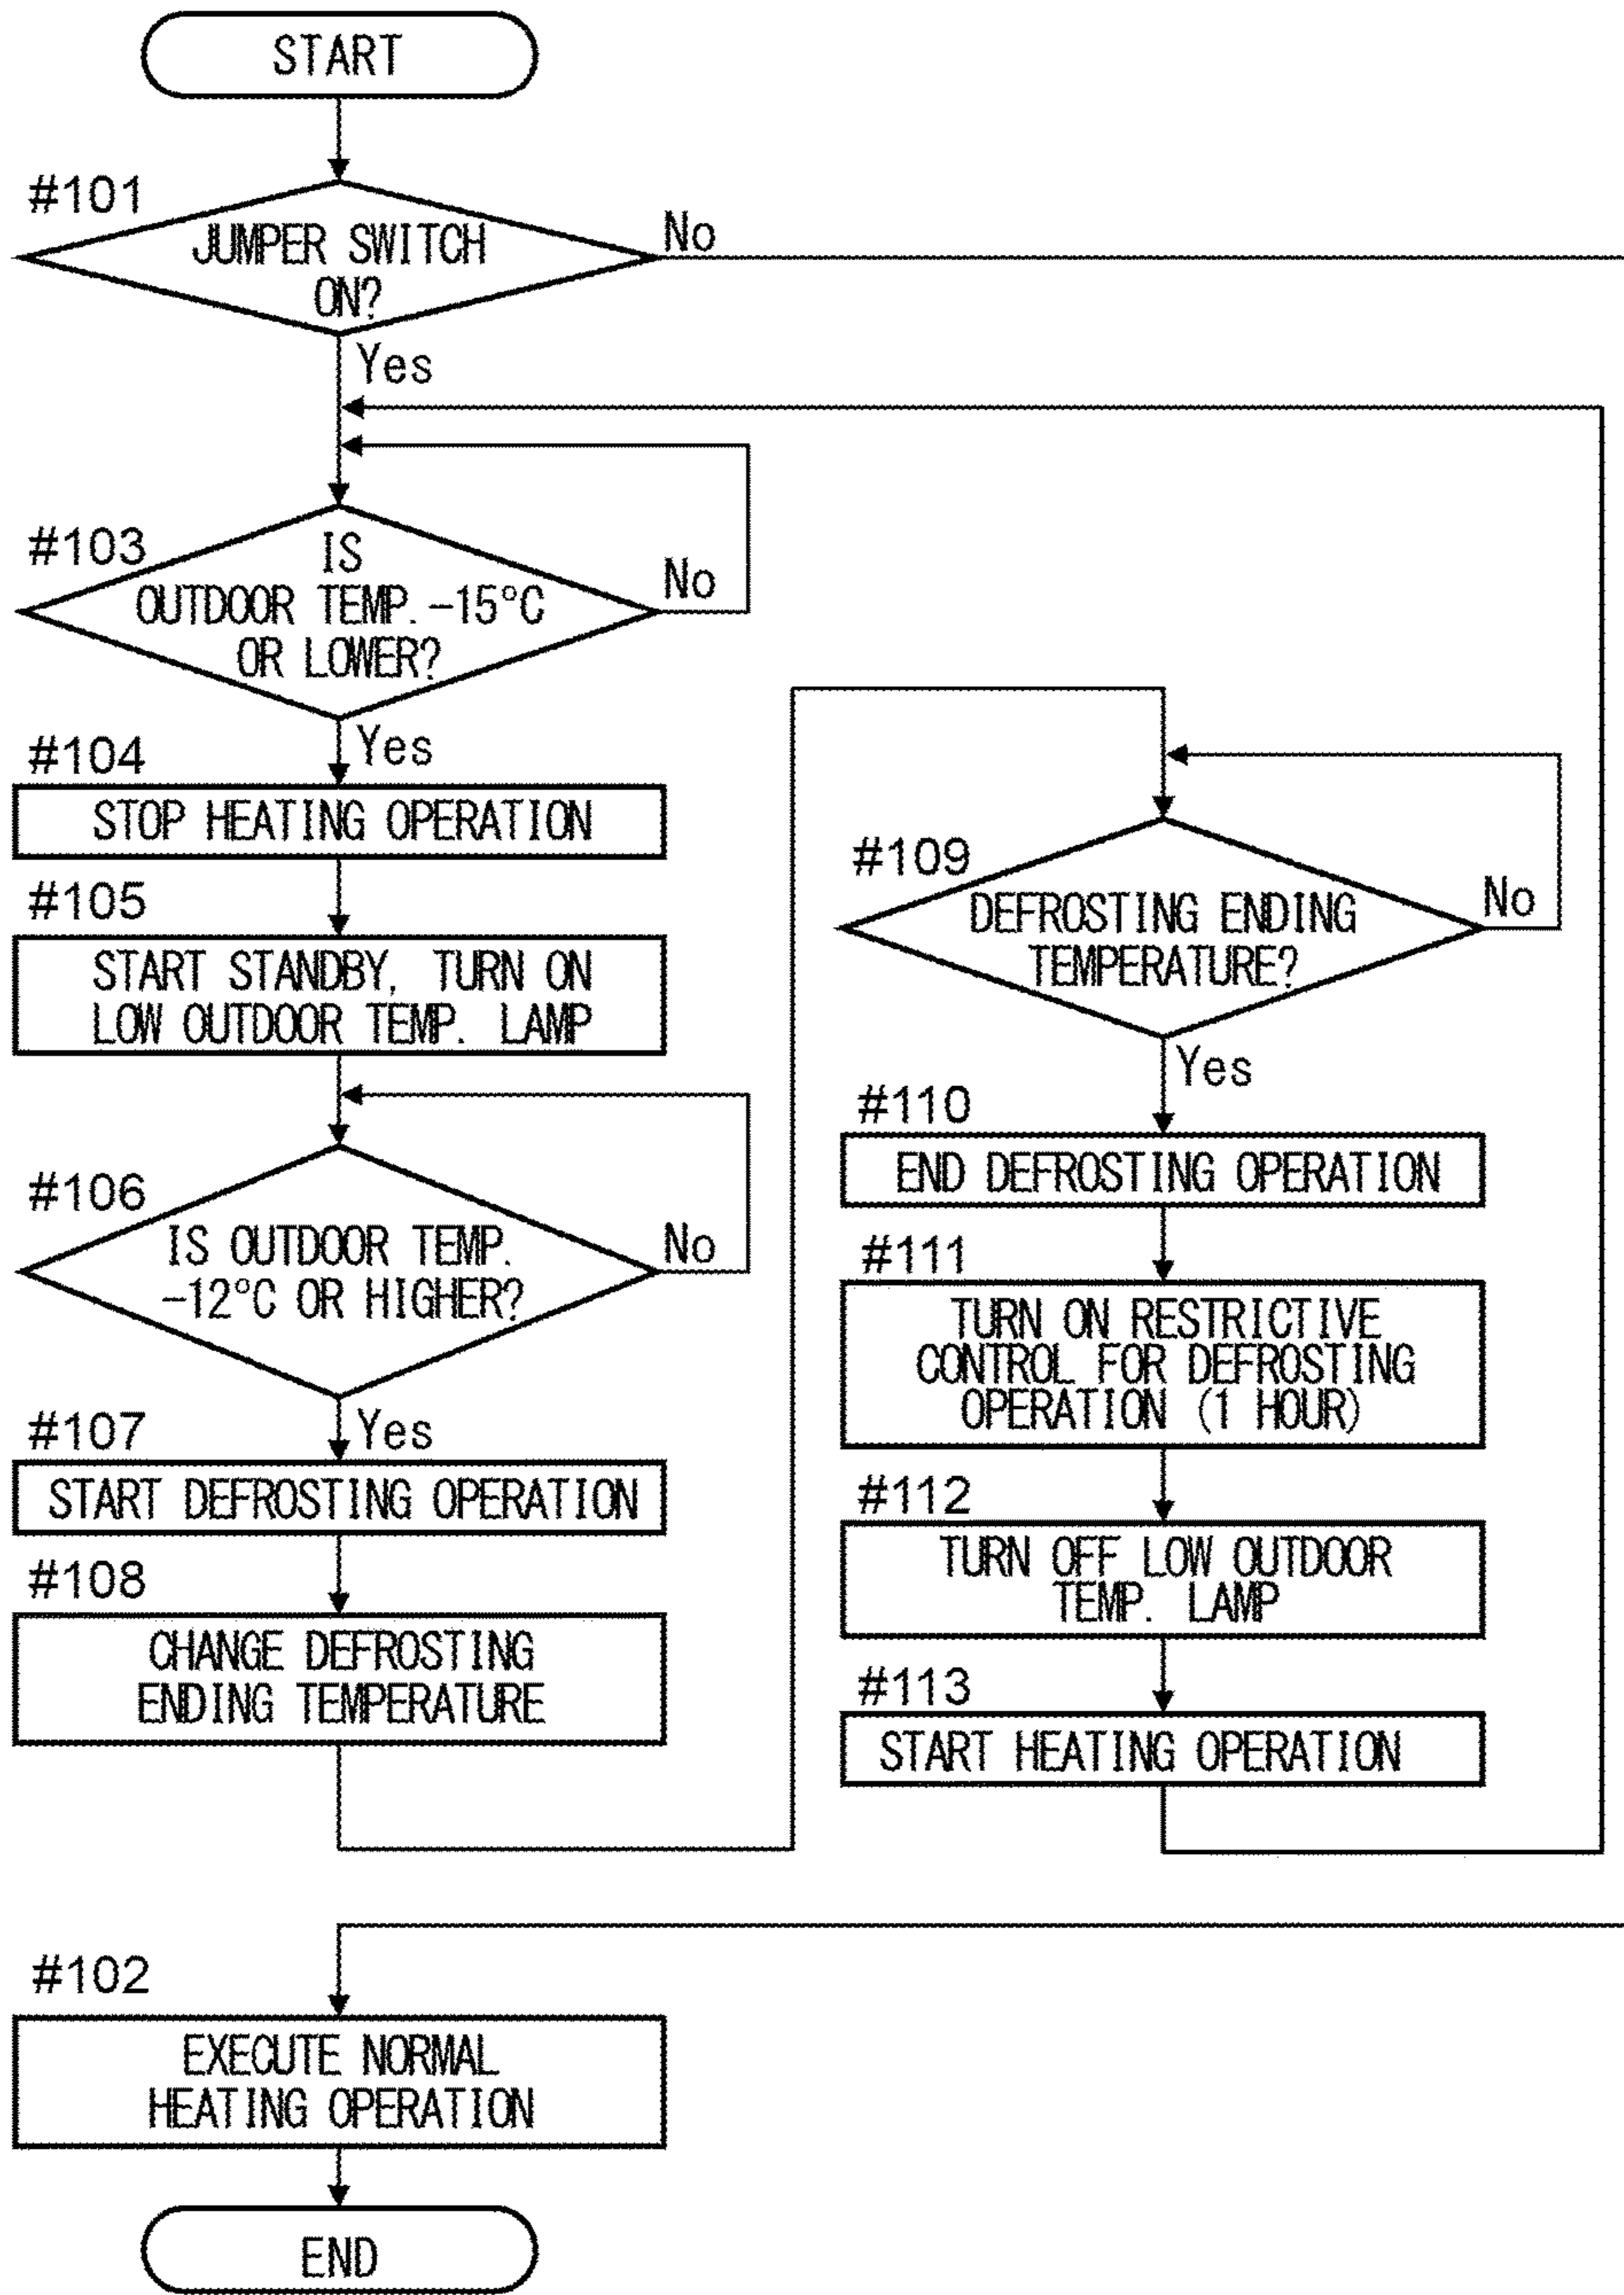 START
#101
JUMPER SWITCH
ON?
No
Yes
#103
IS
OUTDOOR TEMP. -15°C
OR LOWER?
No
Yes
#104
STOP HEATING OPERATION
#105
START STANDBY, TURN ON
LOW OUTDOOR TEMP. LAMP
#106
IS OUTDOOR TEMP.
-12°C OR HIGHER?
No
Yes
#107
START DEFROSTING OPERATION
#108
CHANGE DEFROSTING
ENDING TEMPERATURE
#109
DEFROSTING ENDING
TEMPERATURE?
No
Yes
#110
END DEFROSTING OPERATION
#111
TURN ON RESTRICTIVE
CONTROL FOR DEFROSTING
OPERATION (1 HOUR)
#112
TURN OFF LOW OUTDOOR
TEMP. LAMP
#113
START HEATING OPERATION
#102
EXECUTE NORMAL
HEATING OPERATION
END